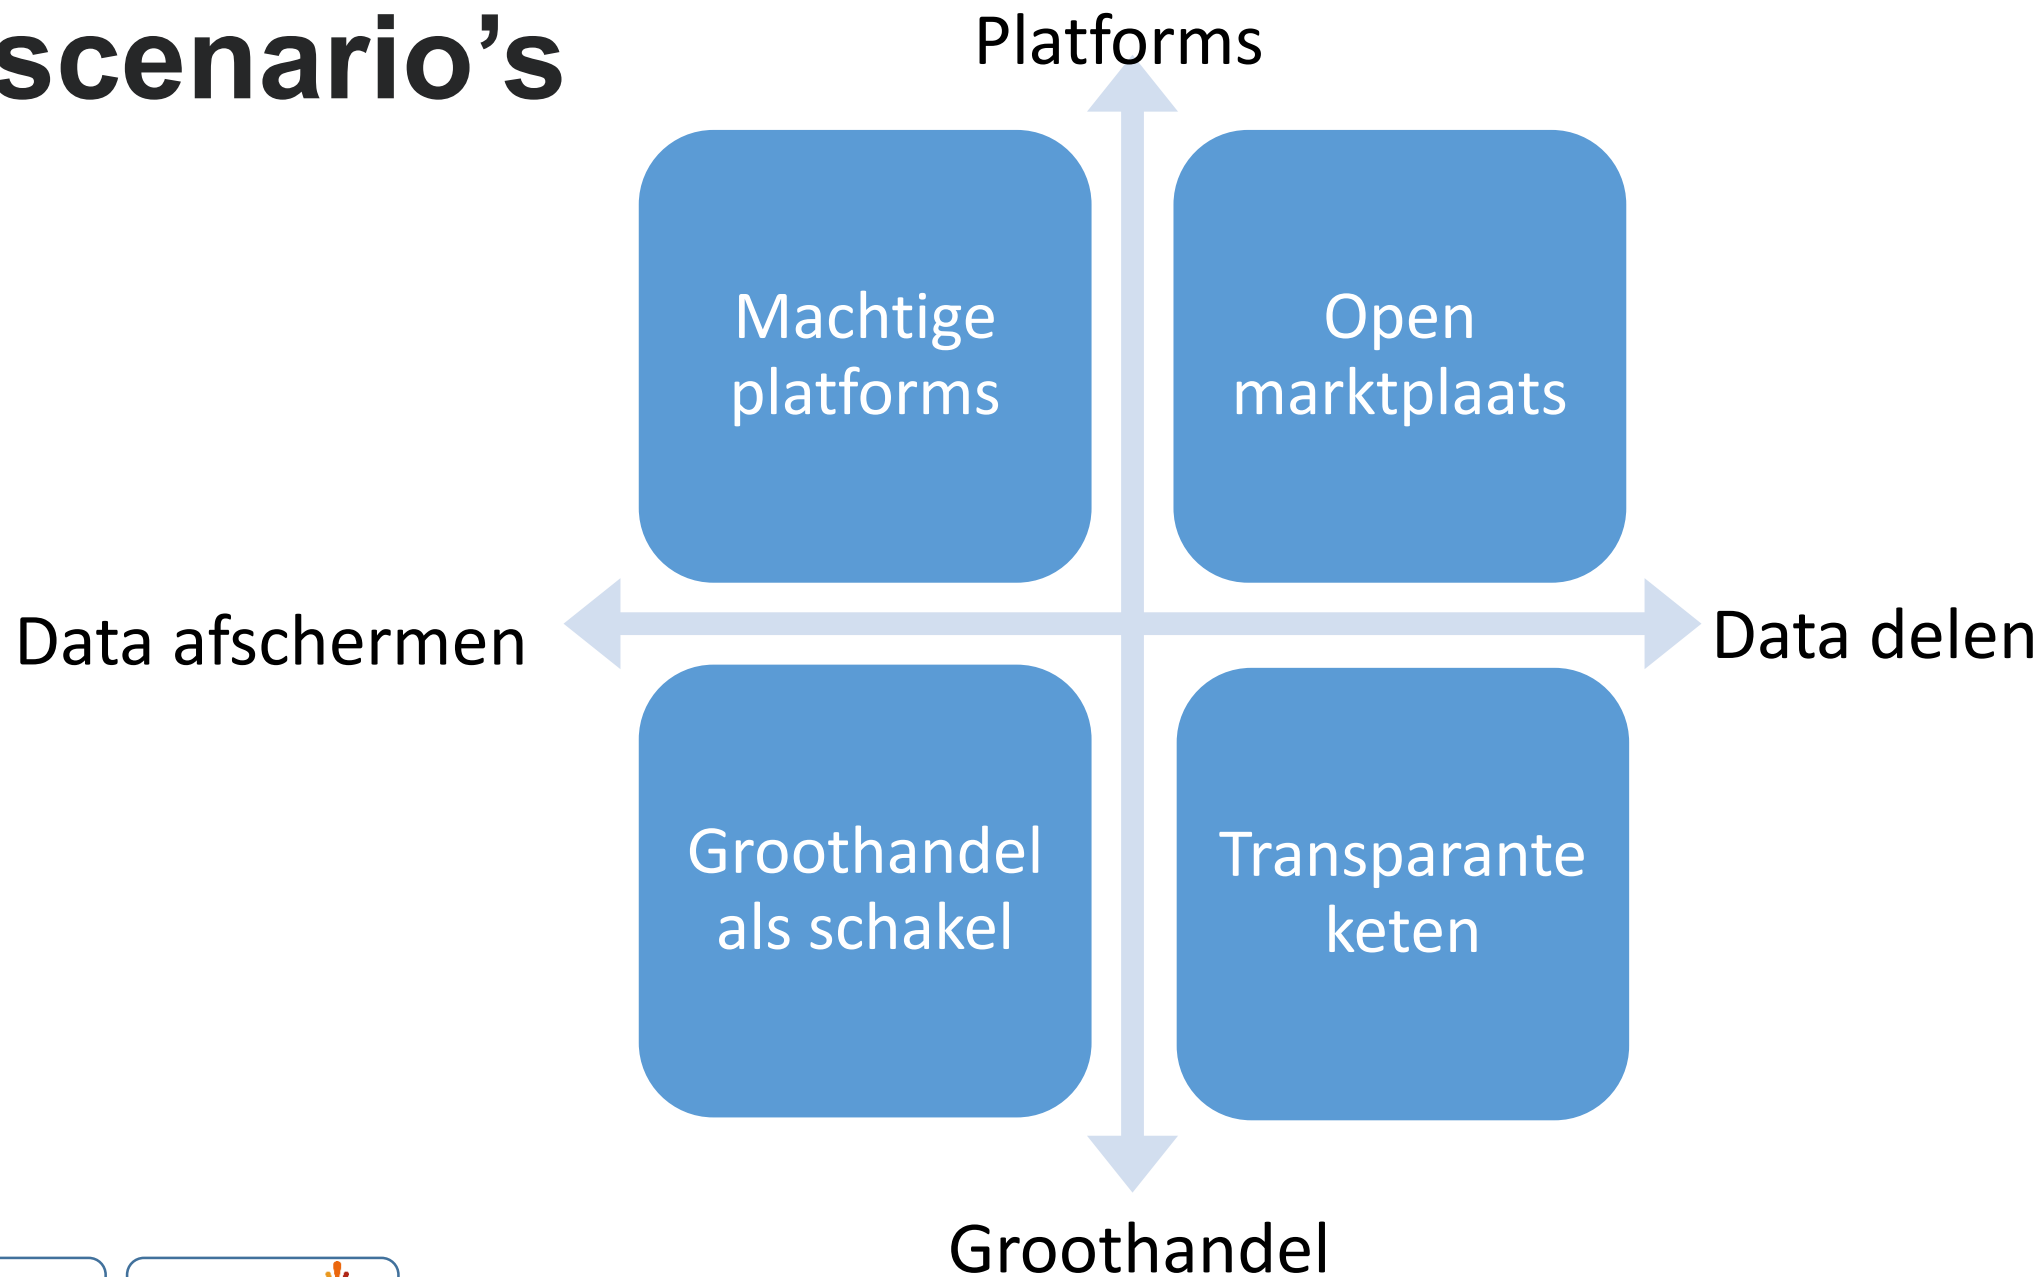 scenario’s
Platforms
Machtige
platforms
Open
marktplaats
Data afschermen
Data delen
Groothandel
als schakel
Transparante
keten
Groothandel